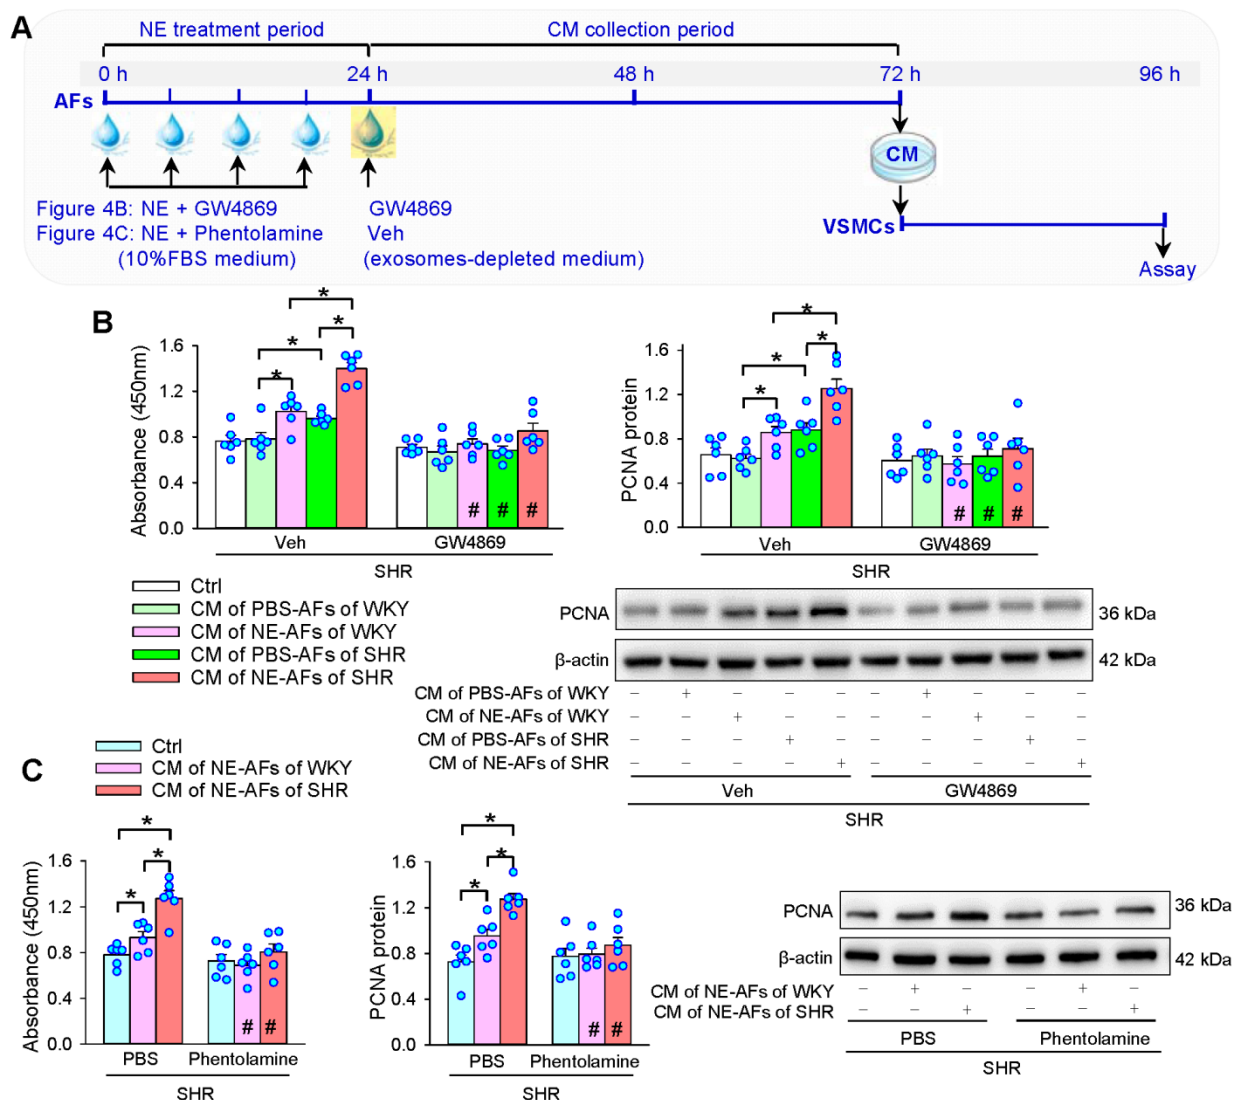 A
NE treatment period
CM collection period
0 h
24 h
48 h
72 h
96 h
AFs
CM
Figure 4B: NE + GW4869
GW4869
Figure 4C: NE + Phentolamine
Veh
(10%FBS medium)
(exosomes-depleted medium)
VSMCs
Assay
B
Absorbance (450nm)
1.6
1.2
0.8
0.4
0.0
* * * *
# # #
Veh
GW4869
SHR
PCNA protein
1.6
1.2
0.8
0.4
0.0
* * * *
# # #
Veh
GW4869
SHR
Ctrl
CM of PBS-AFs of WKY
CM of NE-AFs of WKY
CM of PBS-AFs of SHR
CM of NE-AFs of SHR
PCNA
36 kDa
β-actin
42 kDa
CM of PBS-AFs of WKY – + – – – – + – – –
CM of NE-AFs of WKY – – + – – – – + – –
CM of PBS-AFs of SHR – – – + – – – – + –
CM of NE-AFs of SHR – – – – + – – – – +
Veh
GW4869
SHR
C
Ctrl
CM of NE-AFs of WKY
CM of NE-AFs of SHR
Absorbance (450nm)
1.6
1.2
0.8
0.4
0.0
* * *
# #
PBS
Phentolamine
SHR
PCNA protein
1.6
1.2
0.8
0.4
0.0
* * *
# #
PBS
Phentolamine
SHR
PCNA
36 kDa
β-actin
42 kDa
CM of NE-AFs of WKY – + – – + –
CM of NE-AFs of SHR – – + – – +
PBS
Phentolamine
SHR